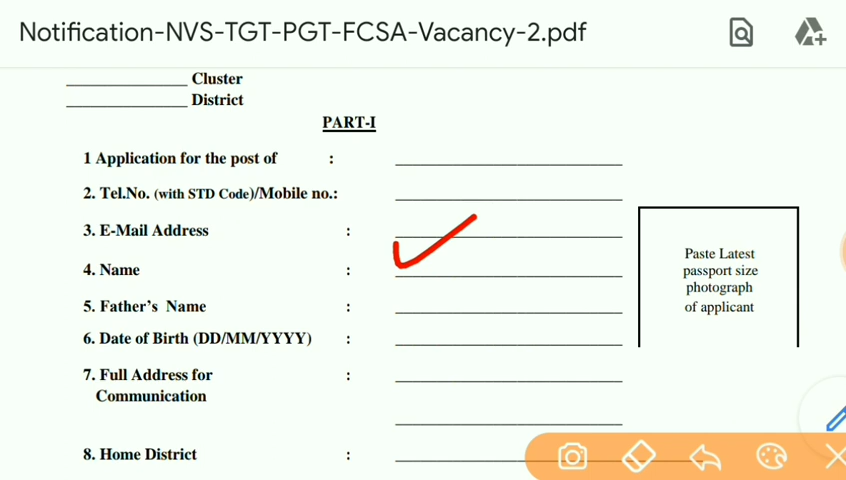 Notification-NVS-TGT-PGT-FCSA-Vacancy-2.pdf
______________ Cluster
______________ District
PART-I
1 Application for the post of :
2. Tel.No. (with STD Code)/Mobile no.:
3. E-Mail Address :
4. Name :
5. Father's Name :
6. Date of Birth (DD/MM/YYYY) :
7. Full Address for :
Communication
8. Home District :
Paste Latest
passport size
photograph
of applicant